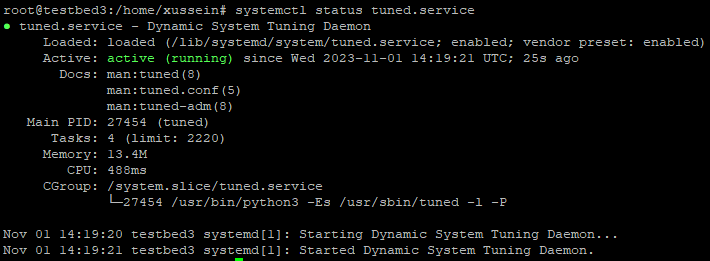 root@testbed3:/home/xussein# systemctl status tuned.service
● tuned.service - Dynamic System Tuning Daemon
     Loaded: loaded (/lib/systemd/system/tuned.service; enabled; vendor preset: enabled)
     Active: active (running) since Wed 2023-11-01 14:19:21 UTC; 25s ago
       Docs: man:tuned(8)
             man:tuned.conf(5)
             man:tuned-adm(8)
   Main PID: 27454 (tuned)
      Tasks: 4 (limit: 2220)
     Memory: 13.4M
        CPU: 488ms
     CGroup: /system.slice/tuned.service
             └─27454 /usr/bin/python3 -Es /usr/sbin/tuned -l -P

Nov 01 14:19:20 testbed3 systemd[1]: Starting Dynamic System Tuning Daemon...
Nov 01 14:19:21 testbed3 systemd[1]: Started Dynamic System Tuning Daemon.